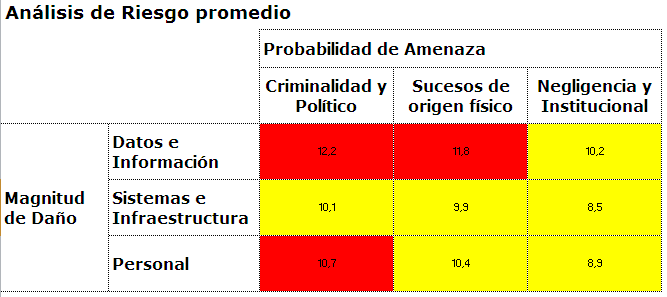 Análisis de Riesgo promedio
Probabilidad de Amenaza
Criminalidad y
Político
Sucesos de
origen físico
Negligencia y
Institucional
Magnitud
de Daño
Datos e
Información
12,2
11,8
10,2
Sistemas e
Infraestructura
10,1
9,9
8,5
Personal
10,7
10,4
8,9